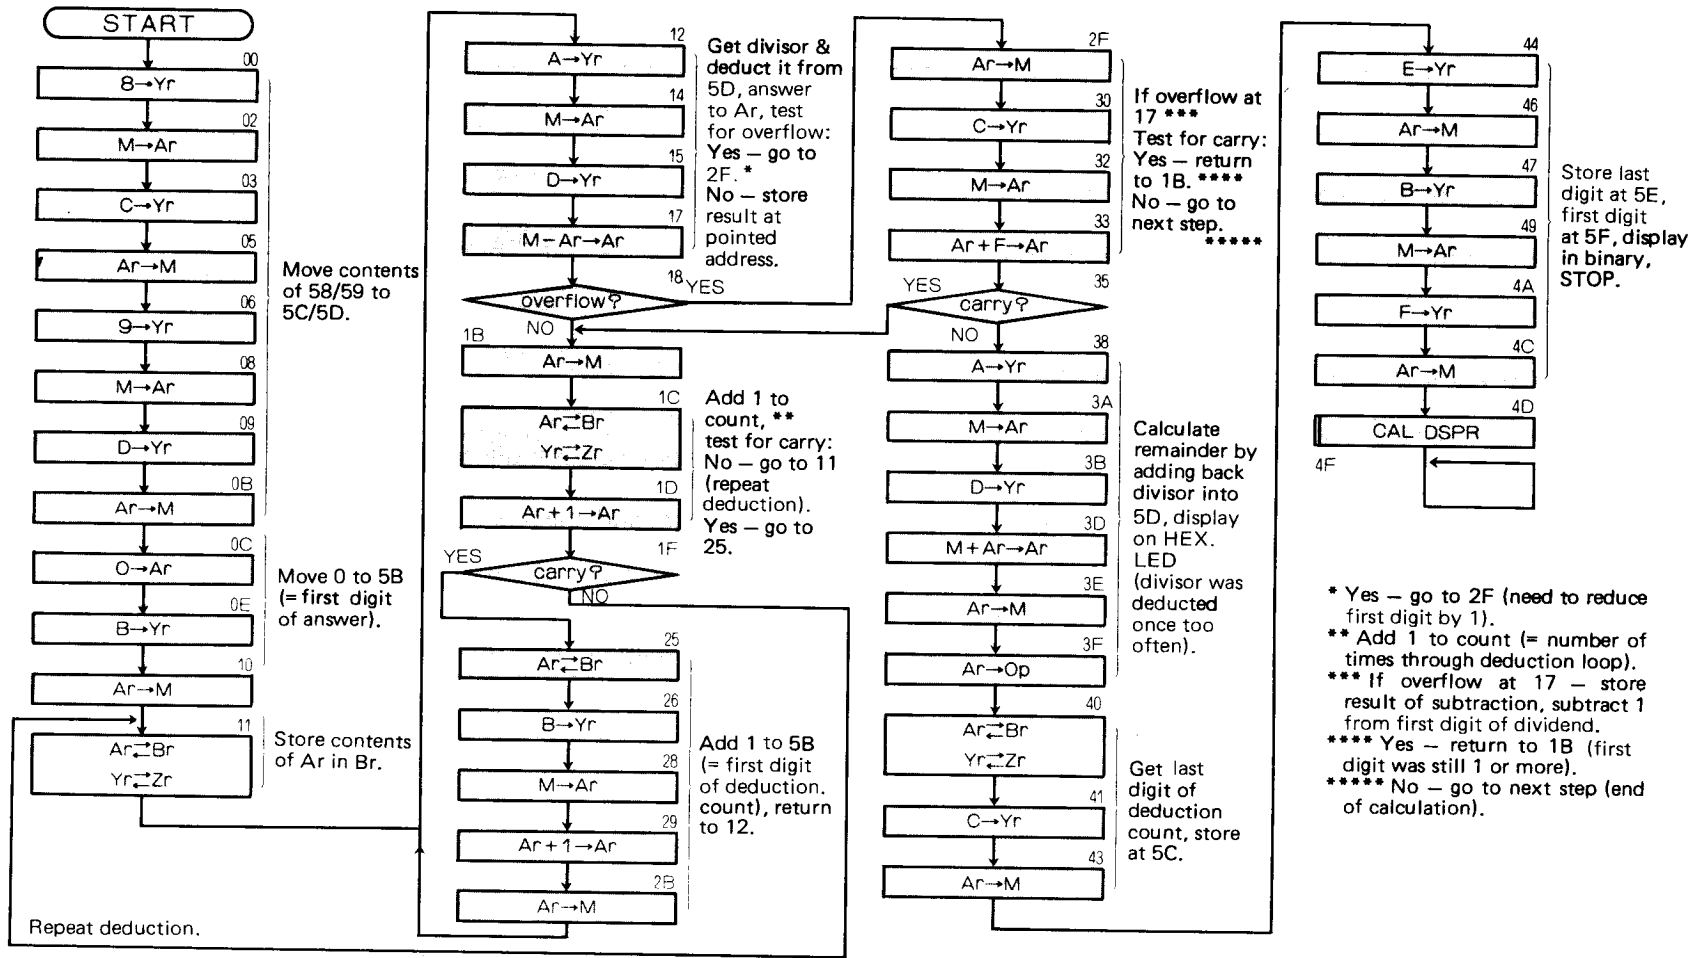 START
00
8→Yr
02
M→Ar
03
C→Yr
05
Ar→M
06
9→Yr
08
M→Ar
09
D→Yr
0B
Ar→M
Move contents
of 58/59 to
5C/5D.
0C
0→Ar
0E
B→Yr
10
Ar→M
Move 0 to 5B
(= first digit
of answer).
11
Ar⇄Br
Yr⇄Zr
Store contents
of Ar in Br.
Repeat deduction.
12
A→Yr
14
M→Ar
15
D→Yr
17
M−Ar→Ar
Get divisor &
deduct it from
5D, answer
to Ar, test
for overflow:
Yes – go to
2F. *
No – store
result at
pointed
address.
18
overflow?
YES
NO
1B
Ar→M
1C
Ar⇄Br
Yr⇄Zr
1D
Ar+1→Ar
Add 1 to
count, **
test for carry:
No – go to 11
(repeat
deduction).
Yes – go to
25.
1F
YES
carry?
NO
25
Ar⇄Br
26
B→Yr
28
M→Ar
29
Ar+1→Ar
2B
Ar→M
Add 1 to 5B
(= first digit
of deduction.
count), return
to 12.
2F
Ar→M
30
C→Yr
32
M→Ar
33
Ar+F→Ar
If overflow at
17 ***
Test for carry:
Yes – return
to 1B. ****
No – go to
next step.
*****
35
YES
carry?
NO
38
A→Yr
3A
M→Ar
3B
D→Yr
3D
M+Ar→Ar
3E
Ar→M
3F
Ar→Op
Calculate
remainder by
adding back
divisor into
5D, display
on HEX.
LED
(divisor was
deducted
once too
often).
40
Ar⇄Br
Yr⇄Zr
41
C→Yr
43
Ar→M
Get last
digit of
deduction
count, store
at 5C.
44
E→Yr
46
Ar→M
47
B→Yr
49
M→Ar
4A
F→Yr
4C
Ar→M
Store last
digit at 5E,
first digit
at 5F, display
in binary,
STOP.
4D
CAL DSPR
4F
* Yes – go to 2F (need to reduce
first digit by 1).
** Add 1 to count (= number of
times through deduction loop).
*** If overflow at 17 – store
result of subtraction, subtract 1
from first digit of dividend.
**** Yes – return to 1B (first
digit was still 1 or more).
***** No – go to next step (end
of calculation).